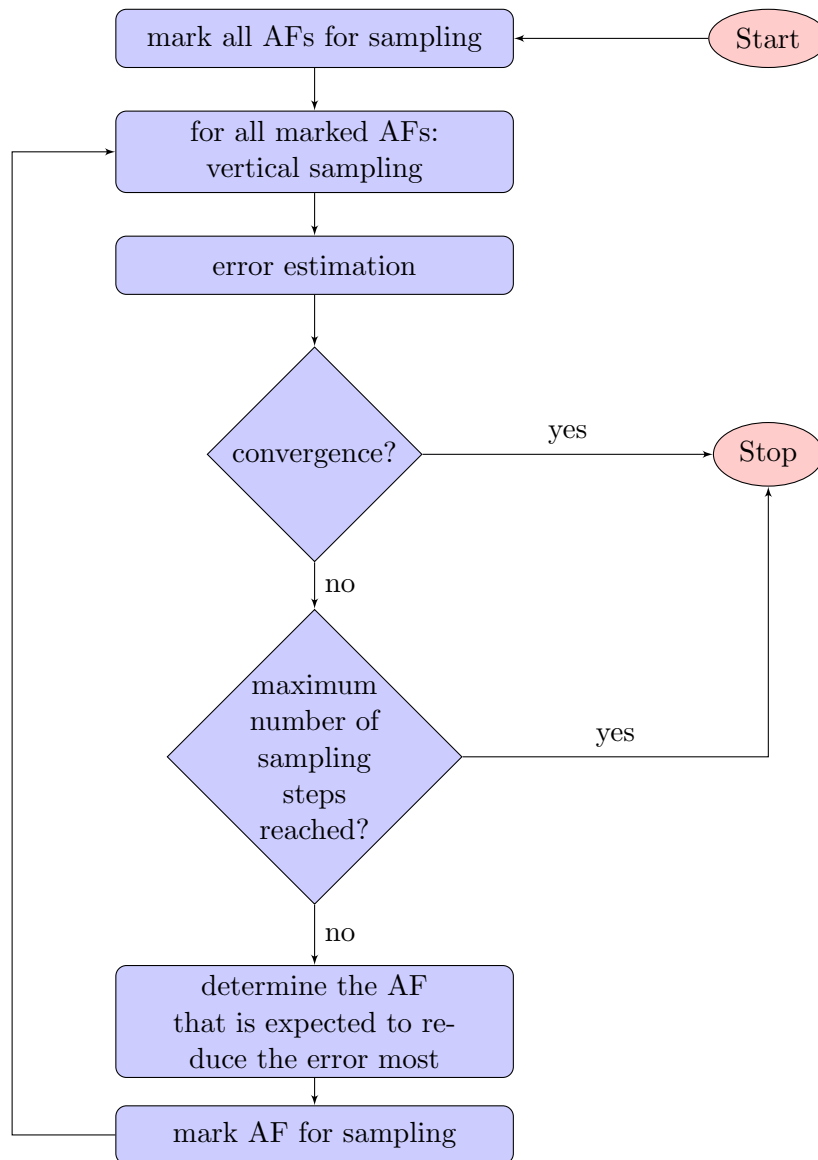 mark all AFs for sampling
Start
for all marked AFs:
vertical sampling
error estimation
convergence?
yes
Stop
no
maximum
number of
sampling
steps
reached?
yes
no
determine the AF
that is expected to re-
duce the error most
mark AF for sampling